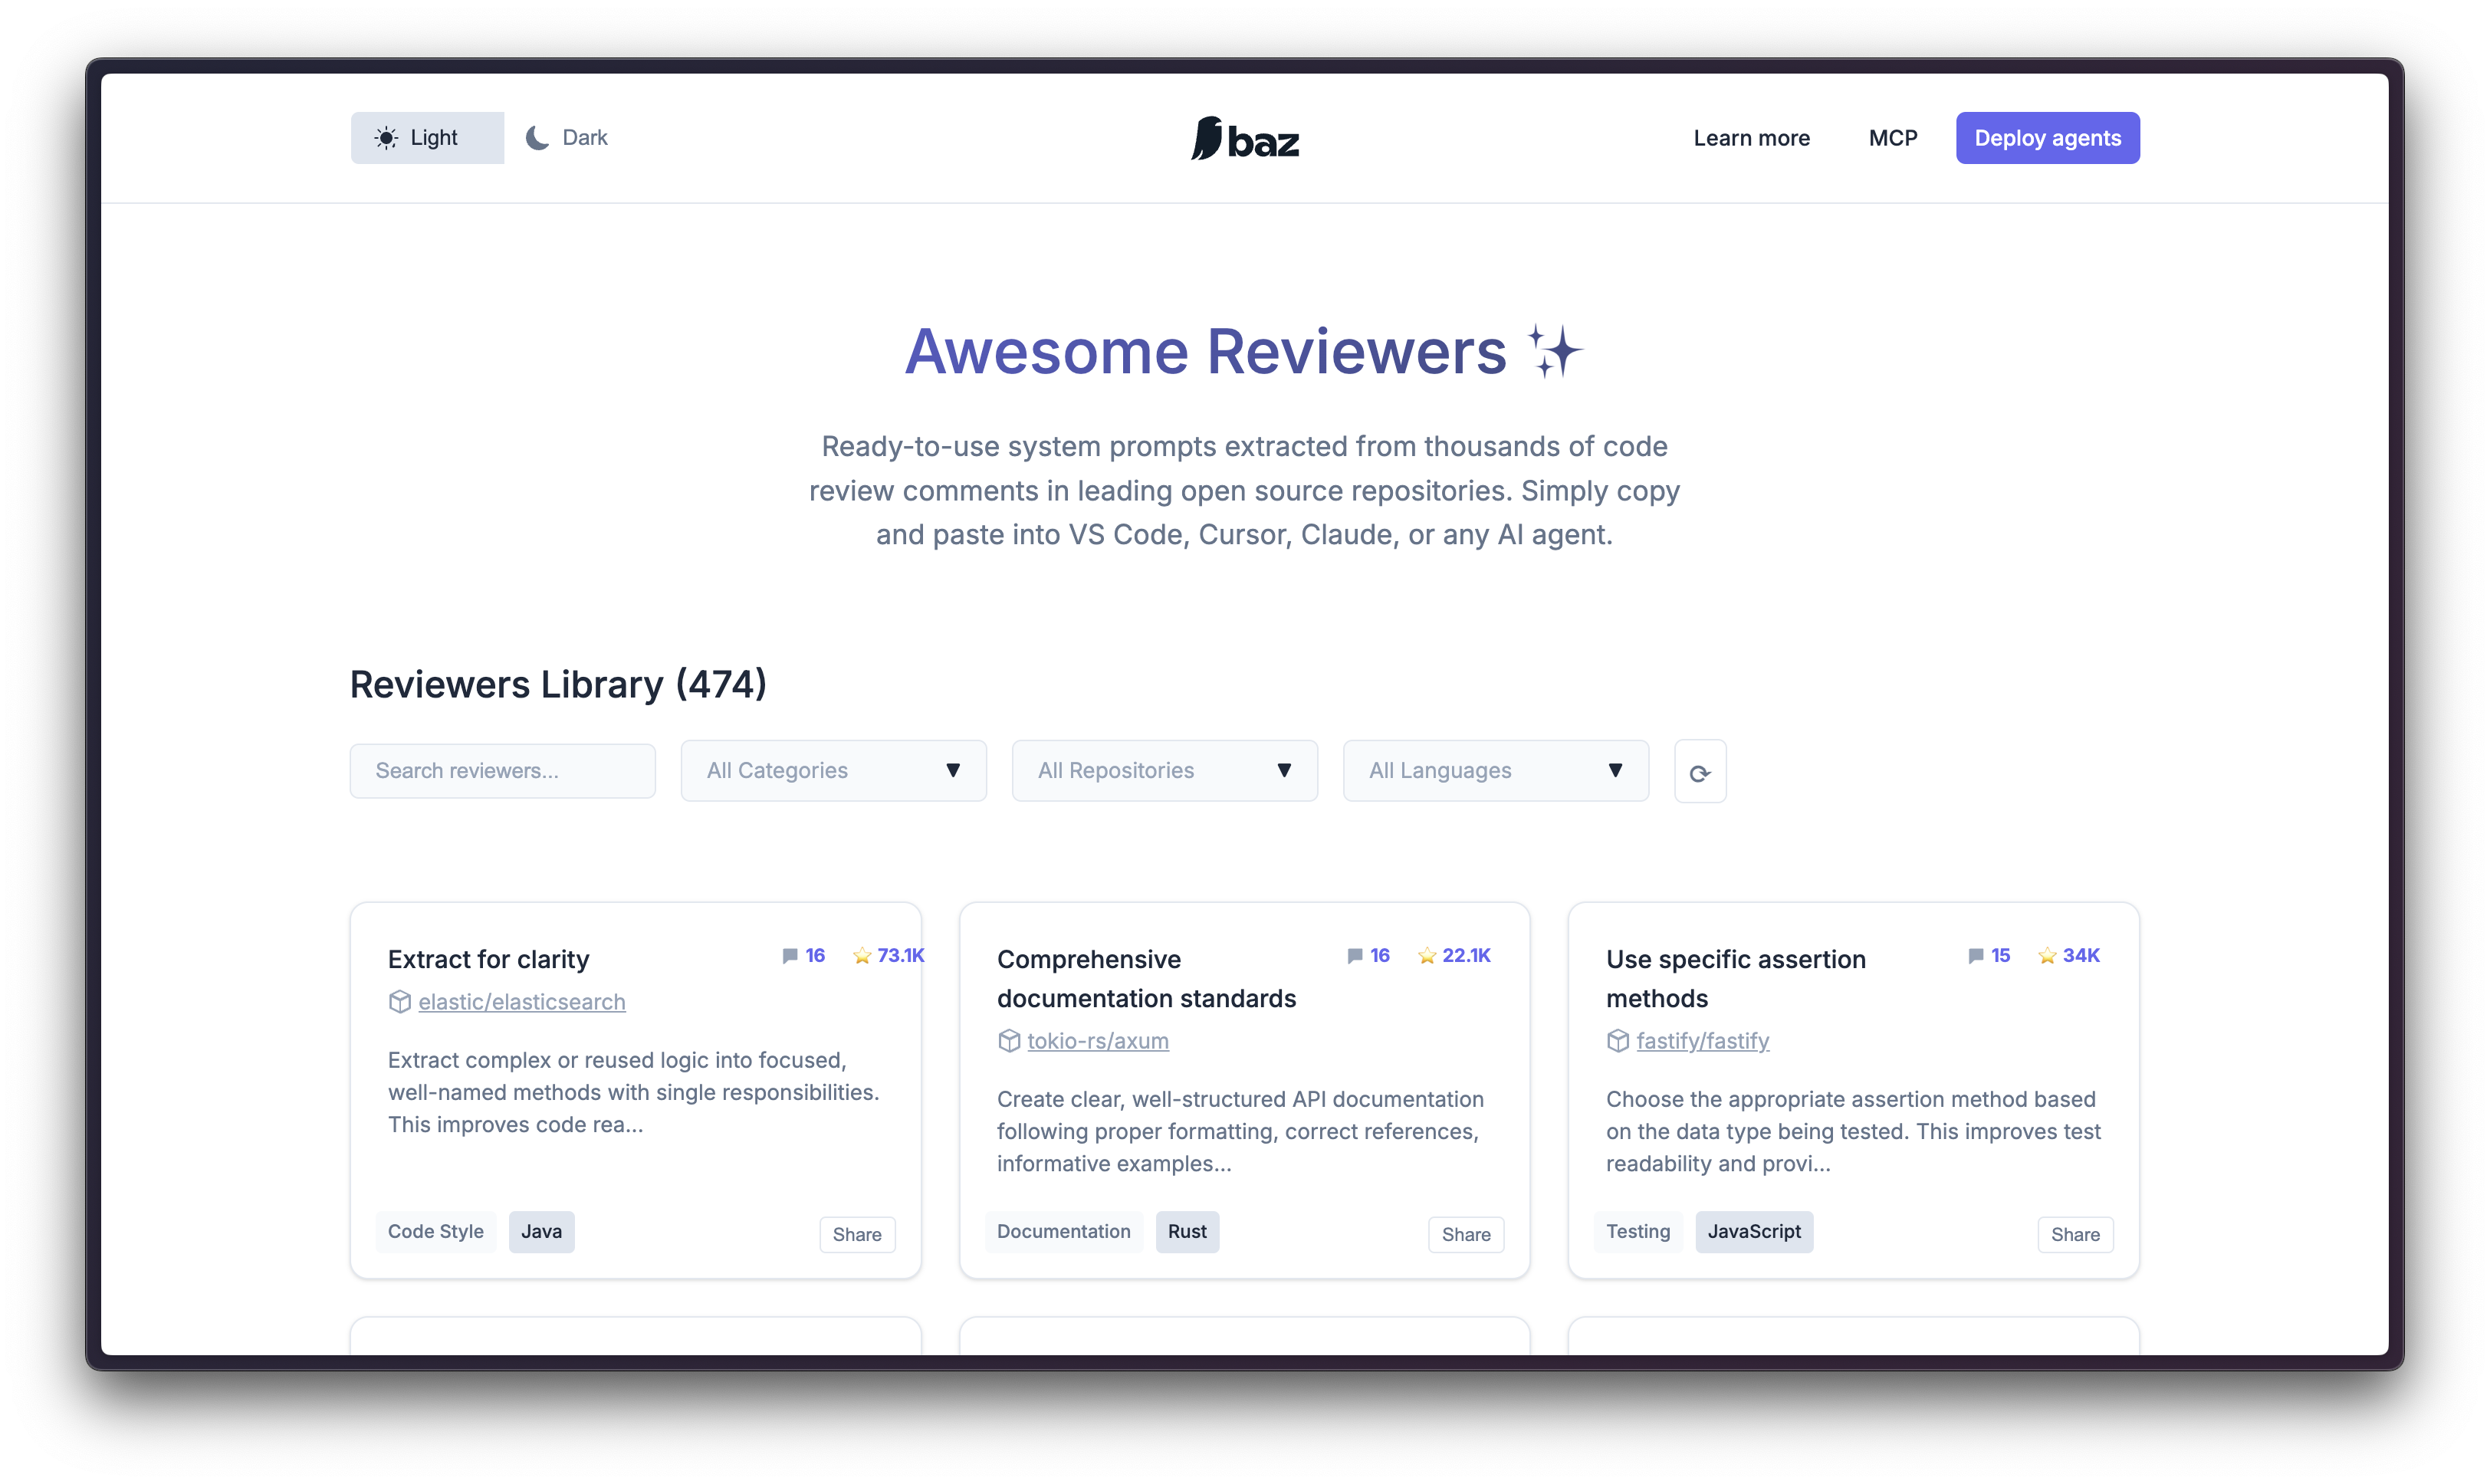 Light
Dark
baz
Learn more
MCP
Deploy agents
Awesome Reviewers
Ready-to-use system prompts extracted from thousands of code
review comments in leading open source repositories. Simply copy
and paste into VS Code, Cursor, Claude, or any AI agent.
Reviewers Library (474)
Search reviewers...
All Categories
All Repositories
All Languages
Extract for clarity
16
73.1K
elastic/elasticsearch
Extract complex or reused logic into focused,
well-named methods with single responsibilities.
This improves code rea...
Code Style
Java
Share
Comprehensive
documentation standards
16
22.1K
tokio-rs/axum
Create clear, well-structured API documentation
following proper formatting, correct references,
informative examples...
Documentation
Rust
Share
Use specific assertion
methods
15
34K
fastify/fastify
Choose the appropriate assertion method based
on the data type being tested. This improves test
readability and provi...
Testing
JavaScript
Share